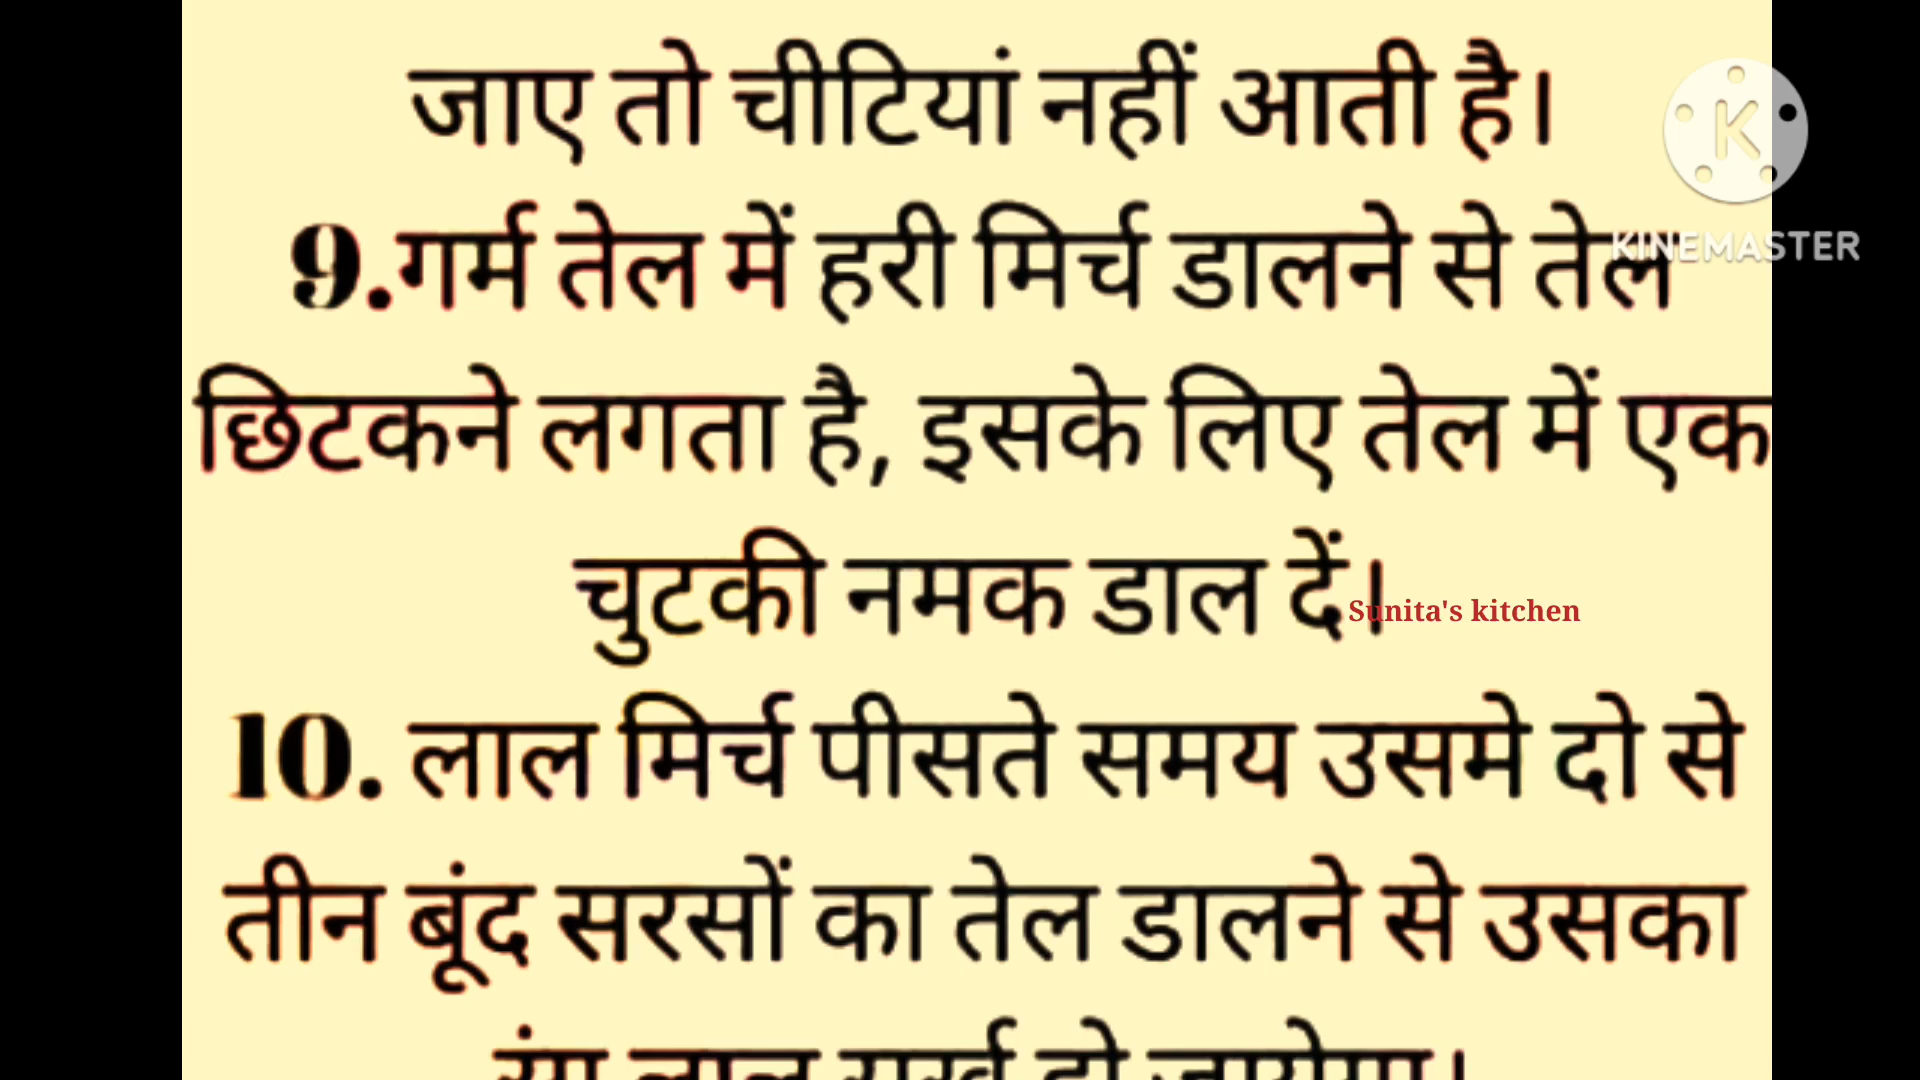 जाए तो चीटियां नहीं आती है।
9.गर्म तेल में हरी मिर्च डालने से तेल
KINEMASTER
छिटकने लगता है, इसके लिए तेल में एक
चुटकी नमक डाल दें।
Sunita's kitchen
10. लाल मिर्च पीसते समय उसमे दो से
तीन बूंद सरसों का तेल डालने से उसका